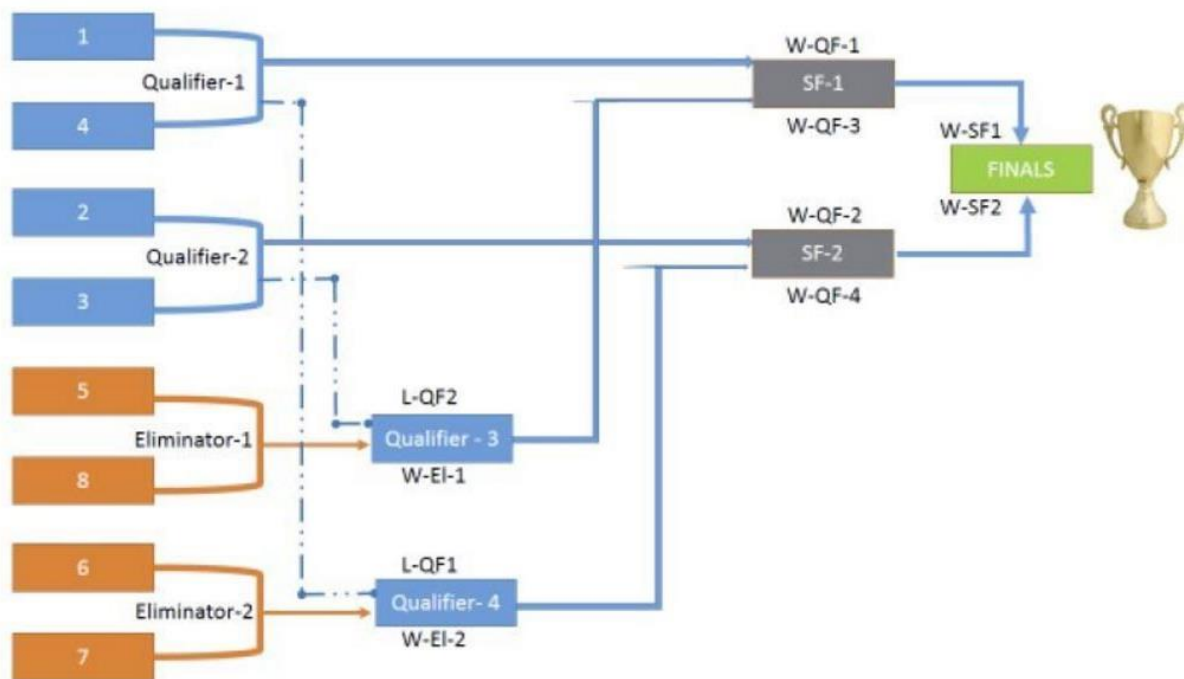 1
Qualifier-1
4
2
Qualifier-2
3
5
Eliminator-1
8
6
Eliminator-2
7
L-QF2
Qualifier - 3
W-El-1
L-QF1
Qualifier- 4
W-El-2
W-QF-1
SF-1
W-QF-3
W-QF-2
SF-2
W-QF-4
W-SF1
FINALS
W-SF2